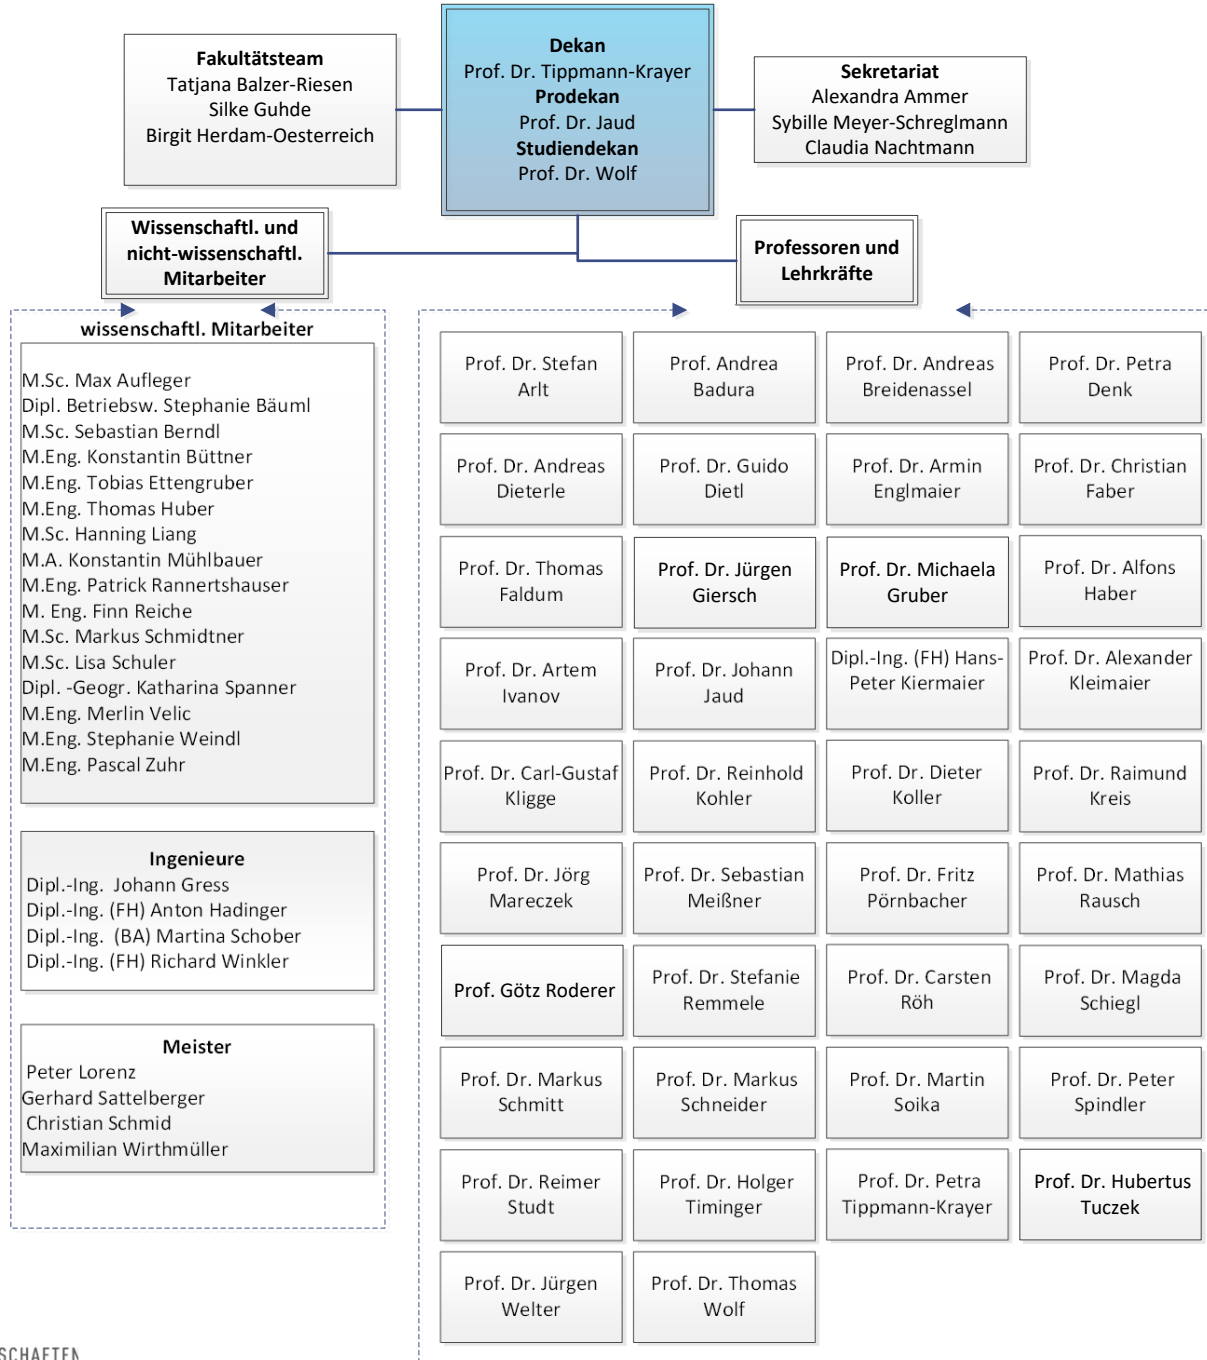 Fakultätsteam
Tatjana Balzer-Riesen
Silke Guhde
Birgit Herdam-Oesterreich
Dekan
Prof. Dr. Tippmann-Krayer
Prodekan
Prof. Dr. Jaud
Studiendekan
Prof. Dr. Wolf
Sekretariat
Alexandra Ammer
Sybille Meyer-Schreglmann
Claudia Nachtmann
Wissenschaftl. und
nicht-wissenschaftl.
Mitarbeiter
Professoren und
Lehrkräfte
wissenschaftl. Mitarbeiter
M.Sc. Max Aufleger
Dipl. Betriebsw. Stephanie Bäuml
M.Sc. Sebastian Berndl
M.Eng. Konstantin Büttner
M.Eng. Tobias Ettengruber
M.Eng. Thomas Huber
M.Sc. Hanning Liang
M.A. Konstantin Mühlbauer
M.Eng. Patrick Rannertshauser
M. Eng. Finn Reiche
M.Sc. Markus Schmidtner
M.Sc. Lisa Schuler
Dipl. -Geogr. Katharina Spanner
M.Eng. Merlin Velic
M.Eng. Stephanie Weindl
M.Eng. Pascal Zuhr
Ingenieure
Dipl.-Ing. Johann Gress
Dipl.-Ing. (FH) Anton Hadinger
Dipl.-Ing. (BA) Martina Schober
Dipl.-Ing. (FH) Richard Winkler
Meister
Peter Lorenz
Gerhard Sattelberger
Christian Schmid
Maximilian Wirthmüller
Prof. Dr. Stefan
Arlt
Prof. Andrea
Badura
Prof. Dr. Andreas
Breidenassel
Prof. Dr. Petra
Denk
Prof. Dr. Andreas
Dieterle
Prof. Dr. Guido
Dietl
Prof. Dr. Armin
Englmaier
Prof. Dr. Christian
Faber
Prof. Dr. Thomas
Faldum
Prof. Dr. Jürgen
Giersch
Prof. Dr. Michaela
Gruber
Prof. Dr. Alfons
Haber
Prof. Dr. Artem
Ivanov
Prof. Dr. Johann
Jaud
Dipl.-Ing. (FH) Hans-
Peter Kiermaier
Prof. Dr. Alexander
Kleimaier
Prof. Dr. Carl-Gustaf
Kligge
Prof. Dr. Reinhold
Kohler
Prof. Dr. Dieter
Koller
Prof. Dr. Raimund
Kreis
Prof. Dr. Jörg
Mareczek
Prof. Dr. Sebastian
Meißner
Prof. Dr. Fritz
Pörnbacher
Prof. Dr. Mathias
Rausch
Prof. Götz Roderer
Prof. Dr. Stefanie
Remmele
Prof. Dr. Carsten
Röh
Prof. Dr. Magda
Schiegl
Prof. Dr. Markus
Schmitt
Prof. Dr. Markus
Schneider
Prof. Dr. Martin
Soika
Prof. Dr. Peter
Spindler
Prof. Dr. Reimer
Studt
Prof. Dr. Holger
Timinger
Prof. Dr. Petra
Tippmann-Krayer
Prof. Dr. Hubertus
Tuczek
Prof. Dr. Jürgen
Welter
Prof. Dr. Thomas
Wolf
SCHAFTEN